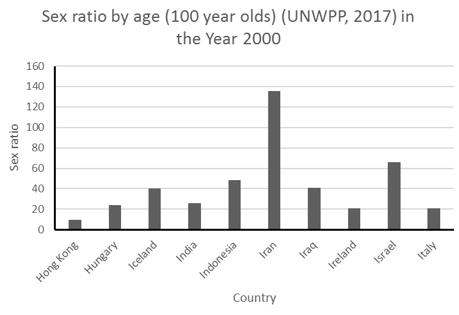 Sex ratio by age (100 year olds) (UNWPP, 2017) in
the Year 2000
160
140
120
100
80
60
40
20
0
Sex ratio
Hong Kong
Hungary
Iceland
India
Indonesia
Iran
Iraq
Ireland
Israel
Italy
Country